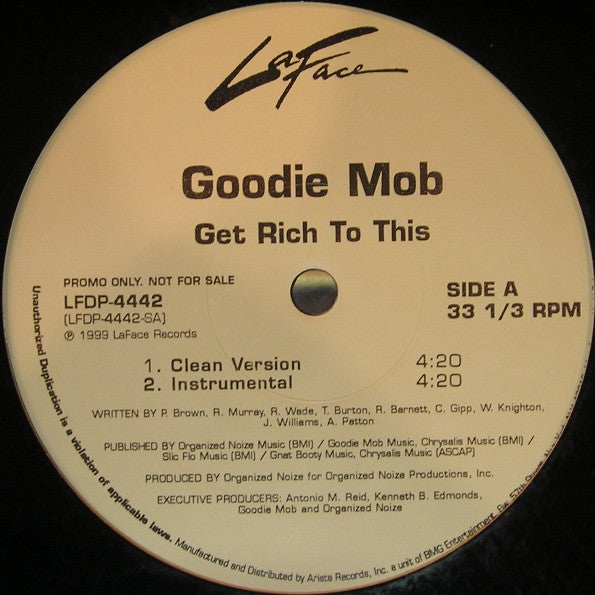 LaFace
Goodie Mob
Get Rich To This
PROMO ONLY. NOT FOR SALE
LFDP-4442
(LFDP-4442-SA)
℗ 1999 LaFace Records
SIDE A
33 1/3 RPM
1. Clean Version 4:20
2. Instrumental 4:20
WRITTEN BY P. Brown, R. Murray, R. Wade, T. Burton, R. Barnett, C. Gipp, W. Knighton,
J. Williams, A. Patton
PUBLISHED BY Organized Noize Music (BMI) / Goodie Mob Music, Chrysalis Music (BMI) /
Slic Flo Music (BMI) / Gnat Booty Music, Chrysalis Music (ASCAP)
PRODUCED BY Organized Noize for Organized Noize Productions, Inc.
EXECUTIVE PRODUCERS: Antonio M. Reid, Kenneth B. Edmonds,
Goodie Mob and Organized Noize
Unauthorized Duplication is a violation of applicable laws. Manufactured and Distributed by Arista Records, Inc. a unit of BMG Entertainment,